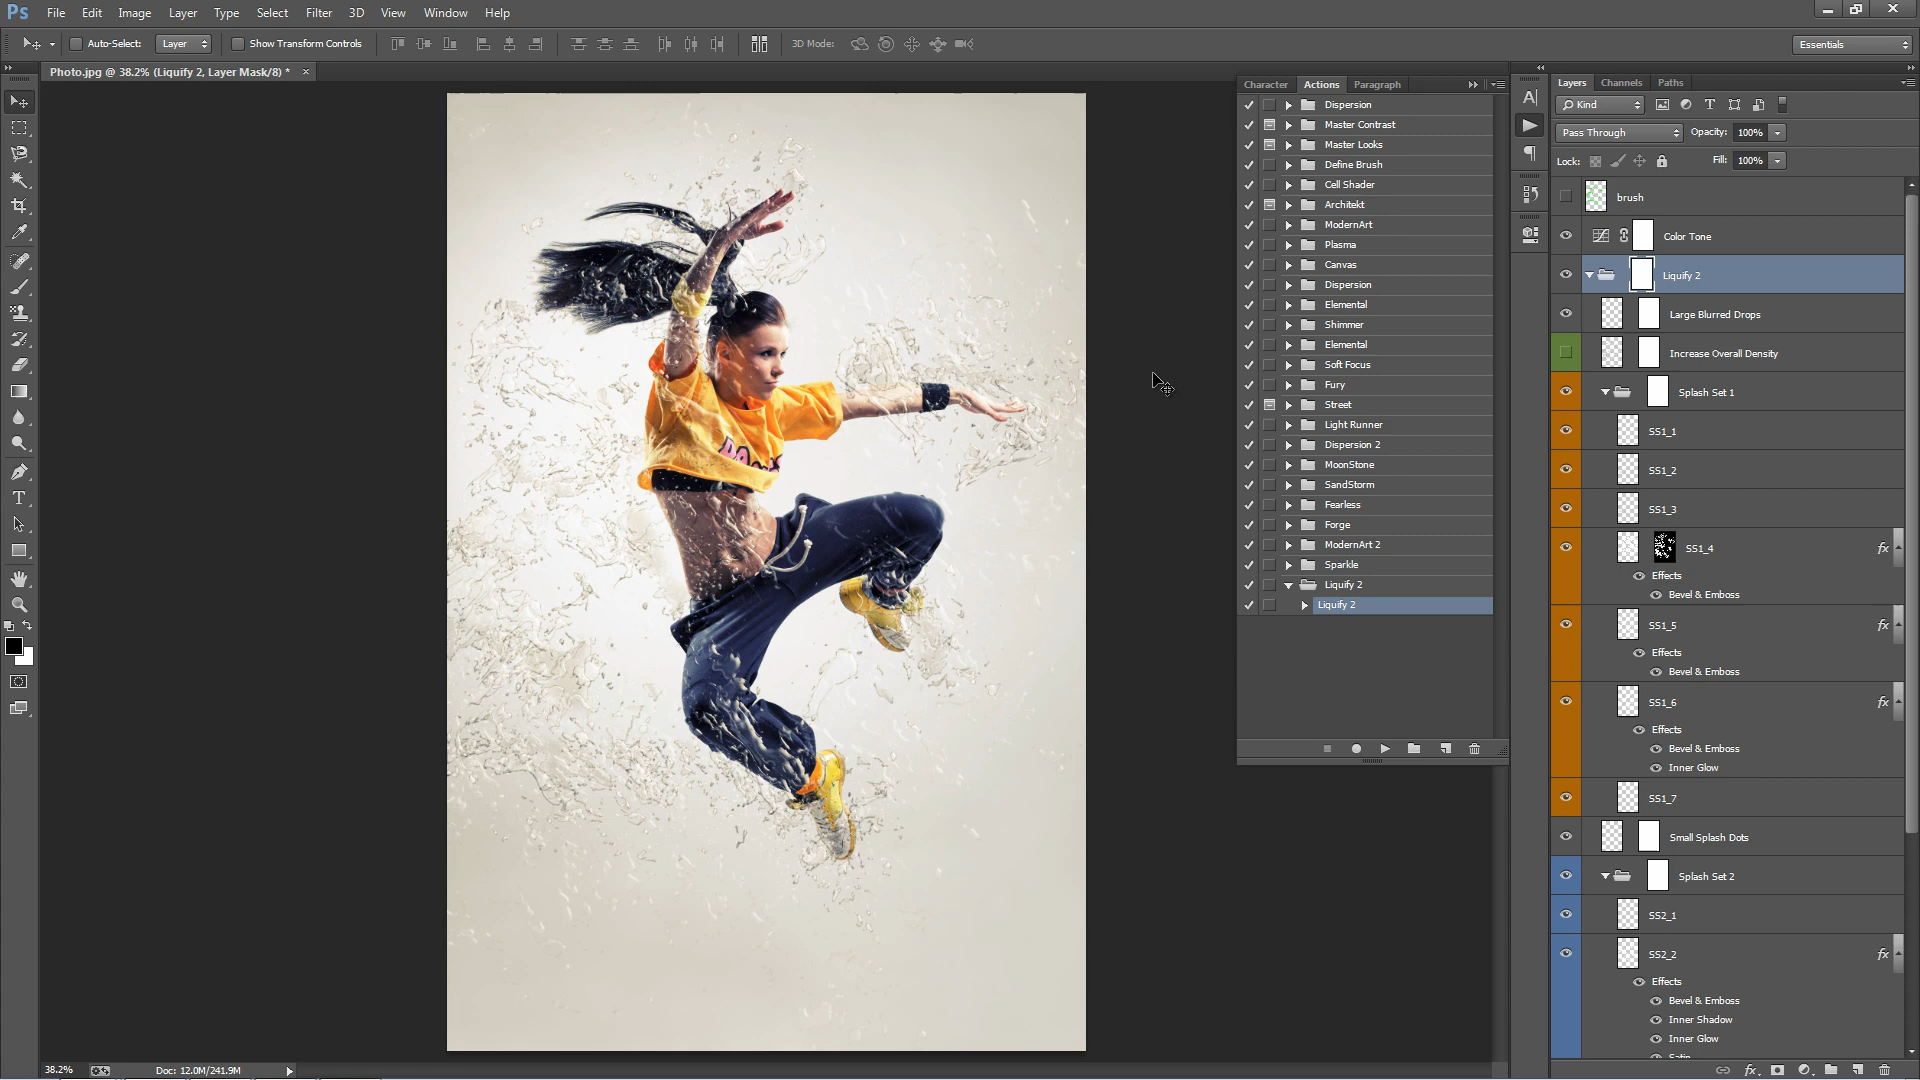 Ps File Edit Image Layer Type Select Filter 3D View Window Help
Auto-Select: Layer Show Transform Controls 3D Mode: Essentials
Photo.jpg @ 38.2% (Liquify 2, Layer Mask/8) * ×
Character Actions Paragraph
Dispersion
Master Contrast
Master Looks
Define Brush
Cell Shader
Architekt
ModernArt
Plasma
Canvas
Dispersion
Elemental
Shimmer
Elemental
Soft Focus
Fury
Street
Light Runner
Dispersion 2
MoonStone
SandStorm
Fearless
Forge
ModernArt 2
Sparkle
Liquify 2
Liquify 2
Layers Channels Paths
Kind
Pass Through Opacity: 100%
Lock: Fill: 100%
brush
Color Tone
Liquify 2
Large Blurred Drops
Increase Overall Density
Splash Set 1
SS1_1
SS1_2
SS1_3
SS1_4 fx
Effects
Bevel & Emboss
SS1_5 fx
Effects
Bevel & Emboss
SS1_6 fx
Effects
Bevel & Emboss
Inner Glow
SS1_7
Small Splash Dots
Splash Set 2
SS2_1
SS2_2 fx
Effects
Bevel & Emboss
Inner Shadow
Inner Glow
Satin
38.2% Doc: 12.0M/241.9M
fx